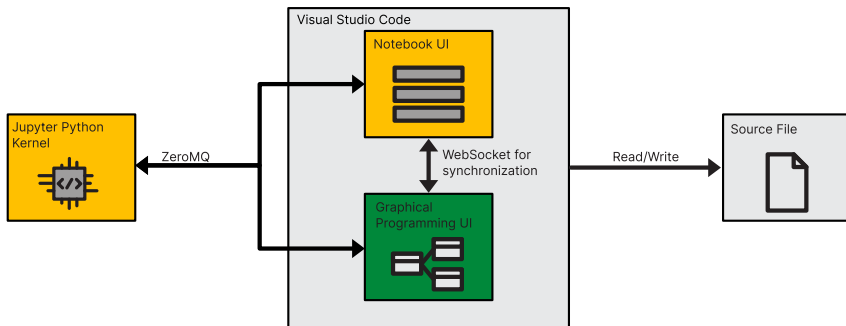 Visual Studio Code
Notebook UI
Jupyter Python
Kernel
</>
ZeroMQ
WebSocket for
synchronization
Graphical
Programming UI
Read/Write
Source File